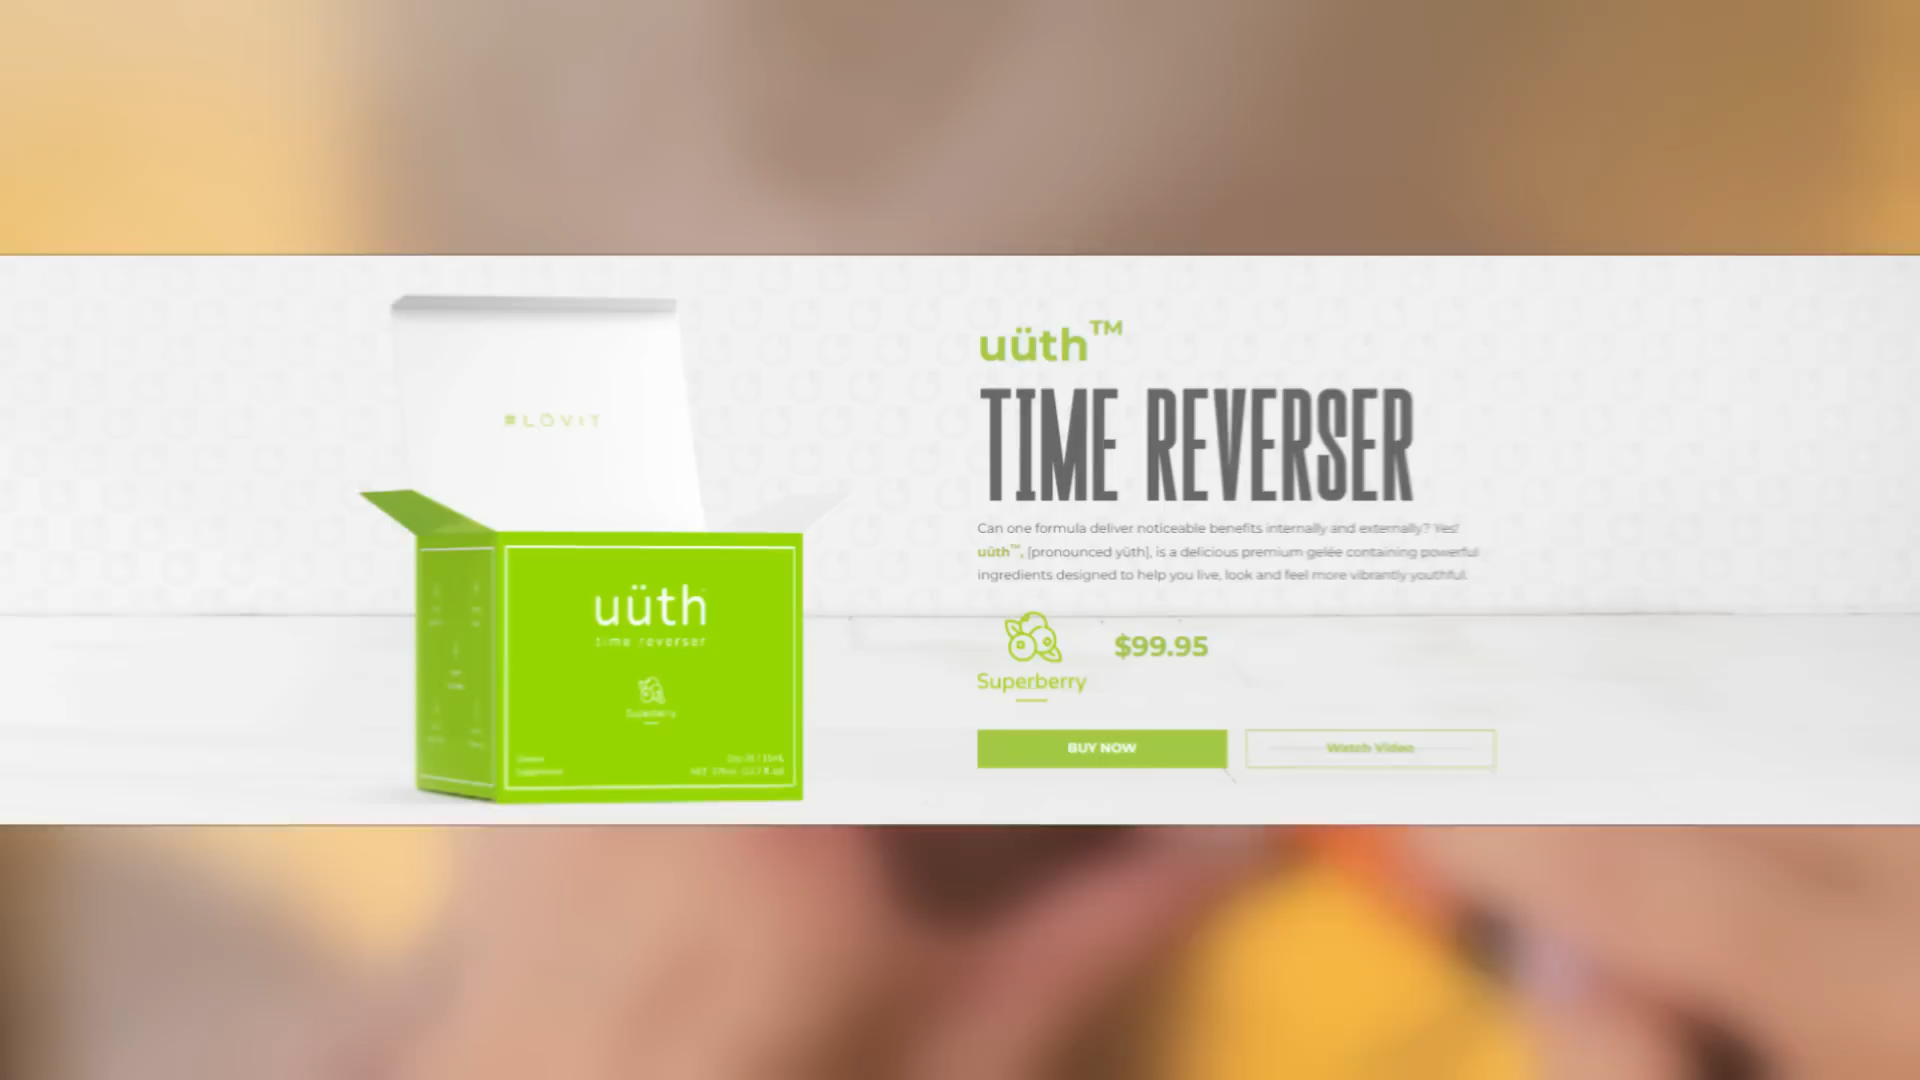 LŌVIT
uüth
time reverser
Superberry
uüth™
TIME REVERSER
Can one formula deliver noticeable benefits internally and externally? Yes!
uüth™, [pronounced yüth], is a delicious premium gelée containing powerful
ingredients designed to help you live, look and feel more vibrantly youthful.
$99.95
Superberry
BUY NOW
Watch Video